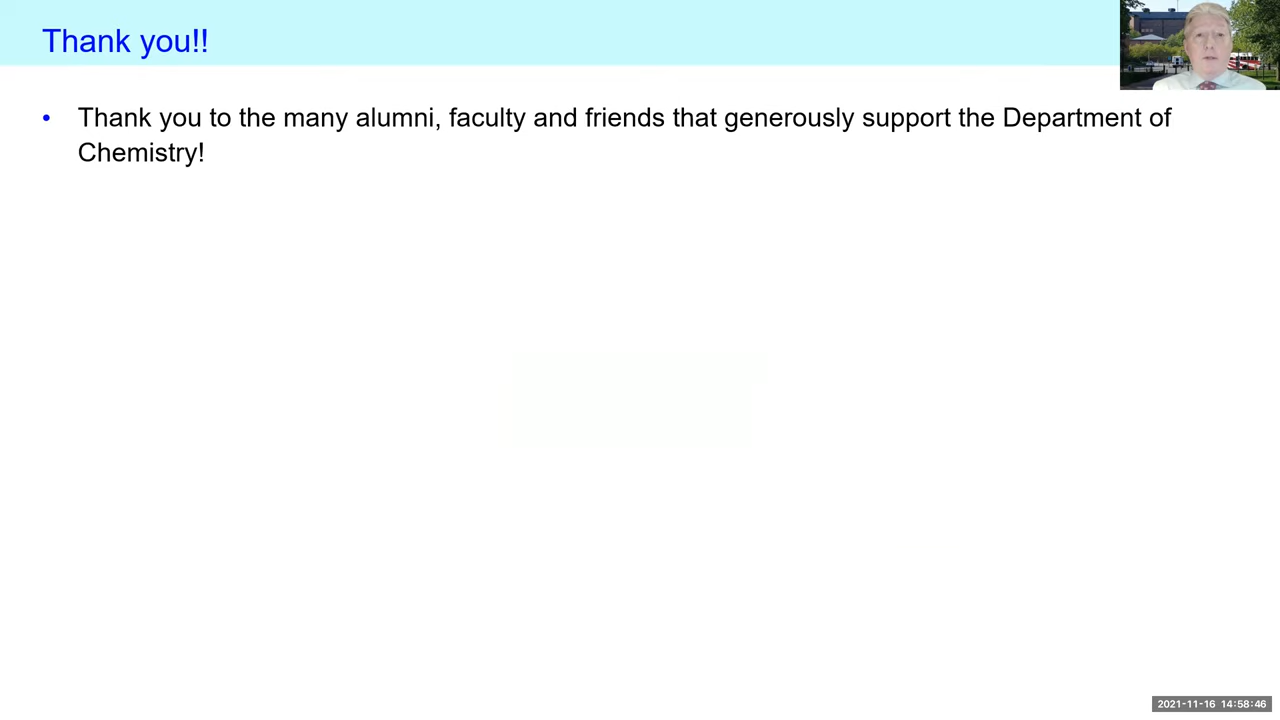 Thank you!!
• Thank you to the many alumni, faculty and friends that generously support the Department of
Chemistry!
2021-11-16 14:58:46